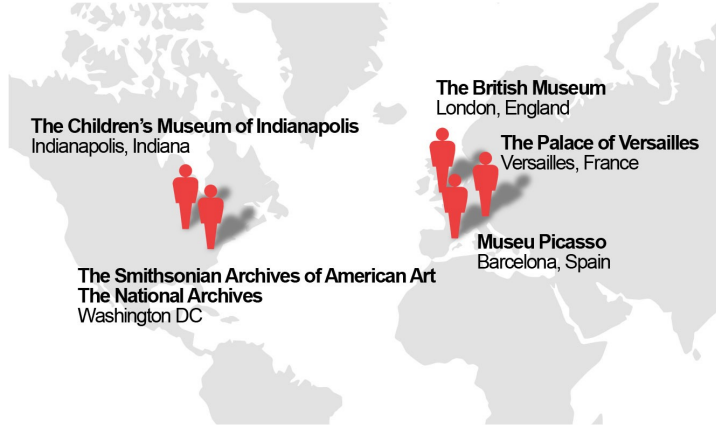 The British Museum
London, England
The Children's Museum of Indianapolis
Indianapolis, Indiana
The Palace of Versailles
Versailles, France
Museu Picasso
Barcelona, Spain
The Smithsonian Archives of American Art
The National Archives
Washington DC